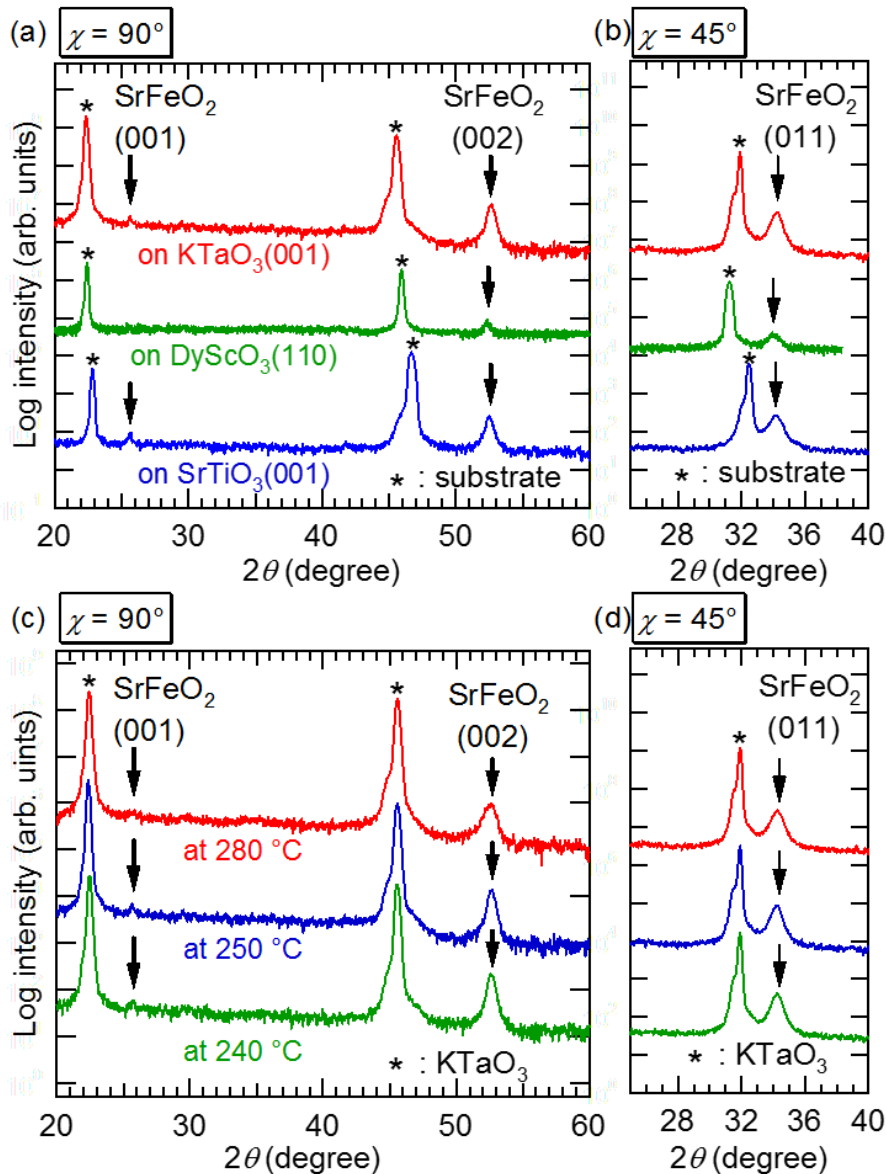 (a) χ = 90°
Log intensity (arb. units)
* SrFeO₂ (001)
* SrFeO₂ (002)
on KTaO₃(001)
* *
on DyScO₃(110)
* *
on SrTiO₃(001)
* : substrate
20 30 40 50 60
2θ (degree)
(b) χ = 45°
SrFeO₂
* (011)
*
*
* : substrate
28 32 36 40
2θ (degree)
(c) χ = 90°
Log intensity (arb. uints)
* SrFeO₂ (001)
* SrFeO₂ (002)
at 280 °C
at 250 °C
at 240 °C
* : KTaO₃
20 30 40 50 60
2θ (degree)
(d) χ = 45°
SrFeO₂
* (011)
* : KTaO₃
28 32 36 40
2θ (degree)